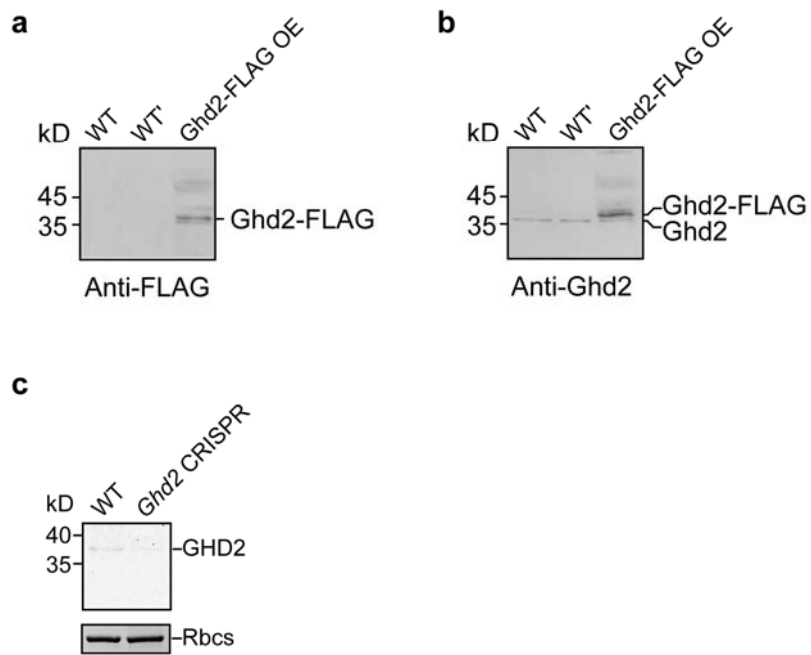 a
kD
WT
WT'
Ghd2-FLAG OE
45
35
Ghd2-FLAG
Anti-FLAG
b
kD
WT
WT'
Ghd2-FLAG OE
45
35
Ghd2-FLAG
Ghd2
Anti-Ghd2
c
kD
WT
Ghd2 CRISPR
40
35
GHD2
Rbcs